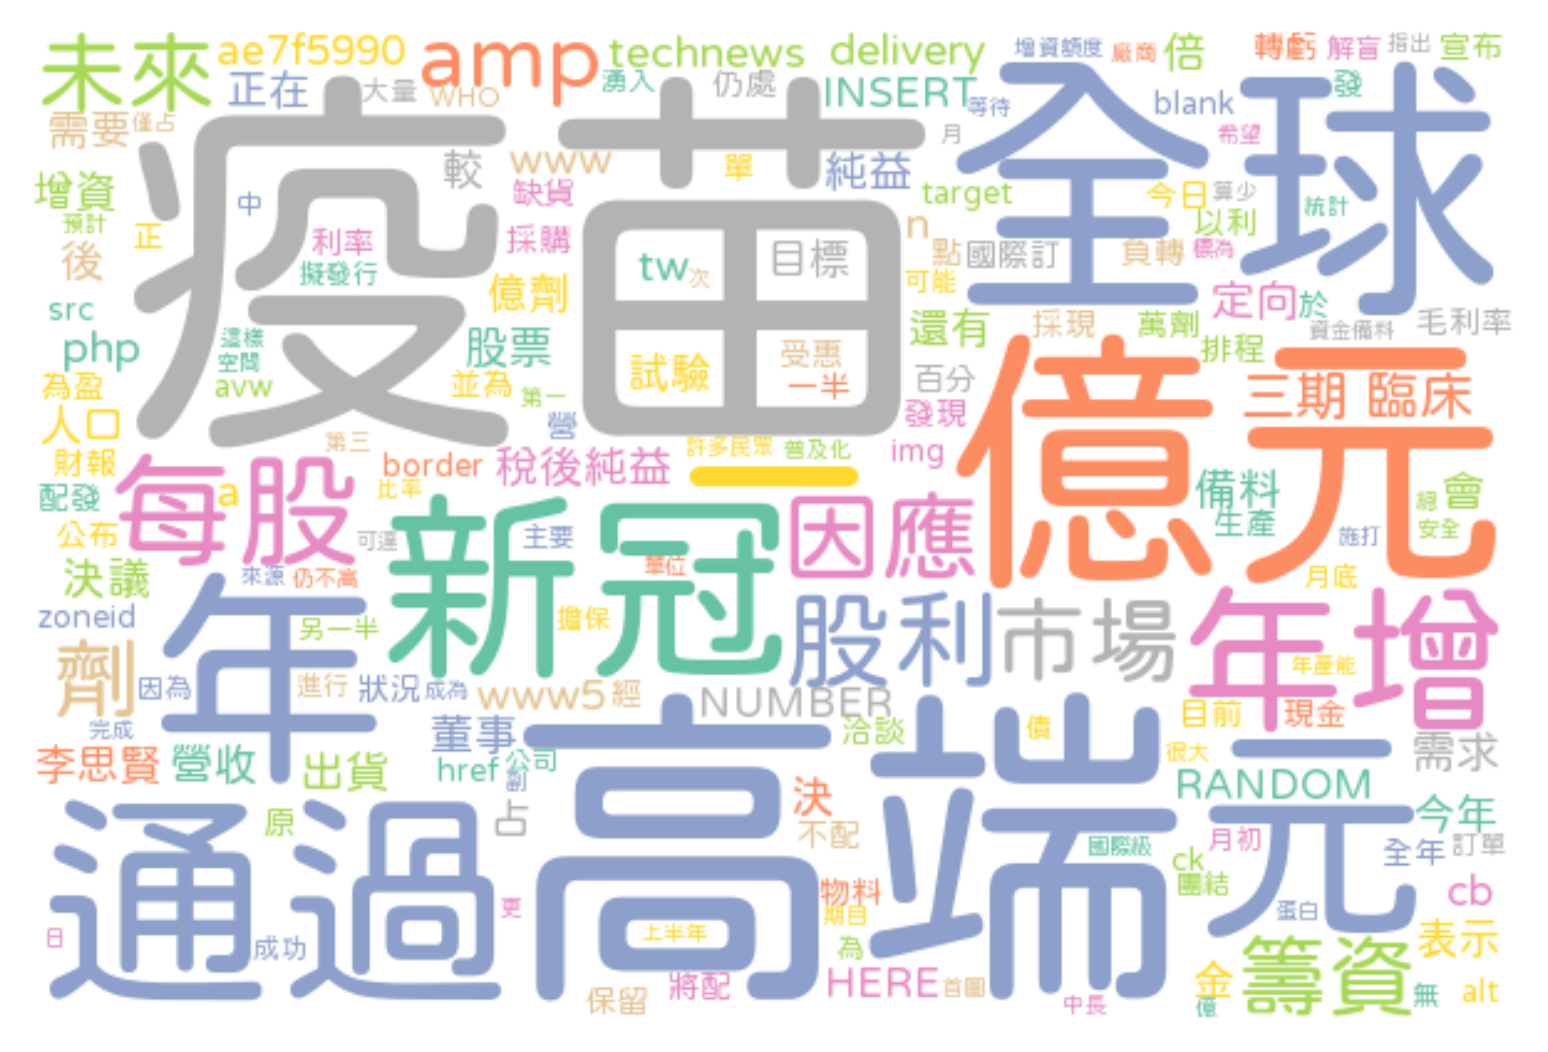 未來
ae7f5990
amp
technews
delivery
增資額度
廠商
倍
轉虧
解盲
指出
宣布
正在
大量
WHO
湧入
仍處
INSERT
等待
blank
發
需要
僅占
疫苗
全球
月
希望
較
www
單
純益
增資
缺貨
target
今日
算少
統計
預計
中
正
利率
採購
n
以利
後
擬發行
tw
次
目標
點
國際訂
負轉
標為
億劑
可能
src
定向
於
php
這樣
空間
股票
還有
採現
萬劑
資金備料
毛利率
排程
試驗
受惠
一半
為盈
avw
並為
第一
百分
三期
臨床
人口
營
發現
億元
第三
許多民眾
普及化
財報
border
稅後純益
img
一
每股
配發
a
比率
備料
會
總
新冠
因應
生產
安全
公布
可達
主要
施打
決議
來源
仍不高
單位
月底
zoneid
年
另一半
擔保
股利
市場
年增
年產能
劑
因為
進行
狀況
成為
www5
經
NUMBER
完成
董事
洽談
債
目前
現金
李思賢
營收
出貨
href
公司
劑
很大
需求
RANDOM
決
原
占
不配
今年
通過
高端
元
國際級
月初
全年
訂單
ck
團結
物料
cb
更
期目
蛋白
日
成功
上半年
為
表示
籌資
保留
將配
HERE
首圖
中長
金
億
無
alt